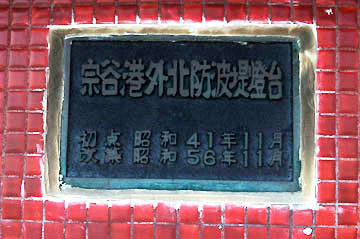 宗谷港外北防波堤燈台
初点 昭和 41年11月
改築 昭和 56年11月